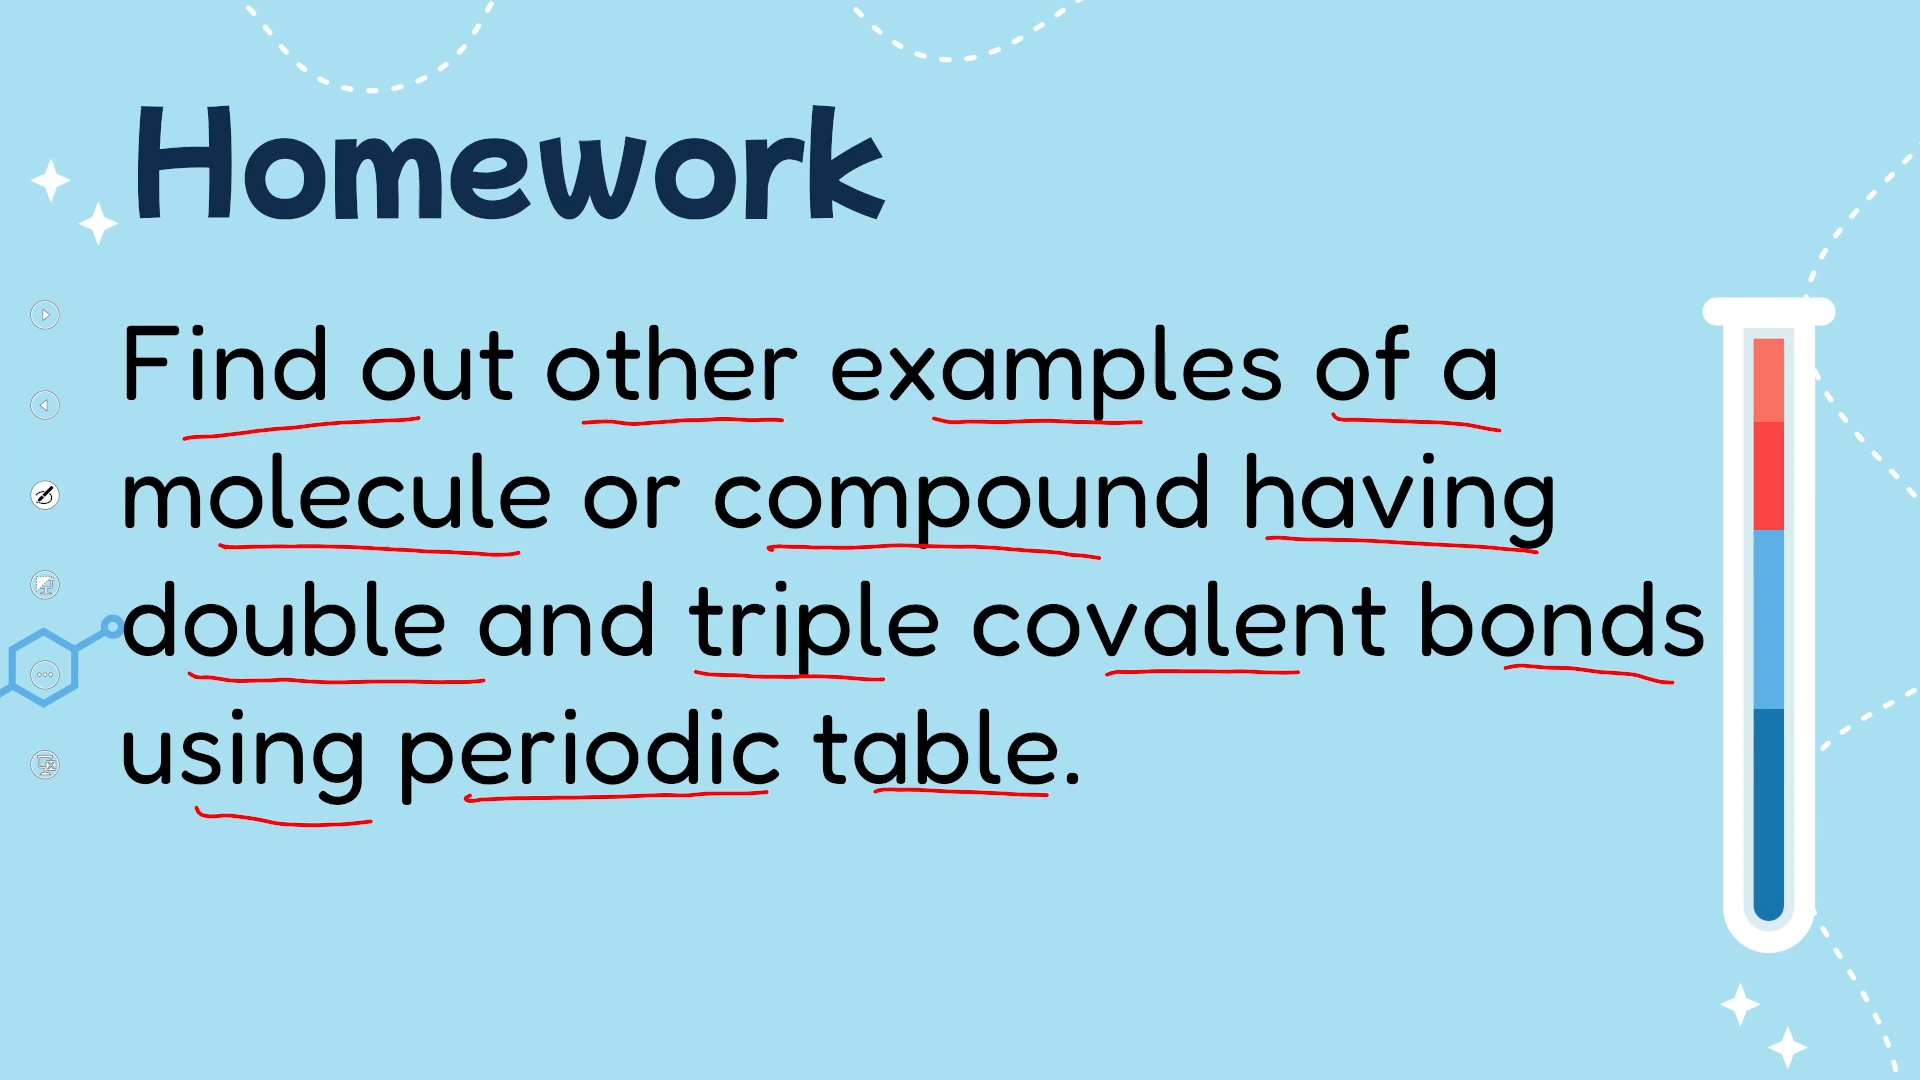 Homework
Find out other examples of a
molecule or compound having
double and triple covalent bonds
using periodic table.